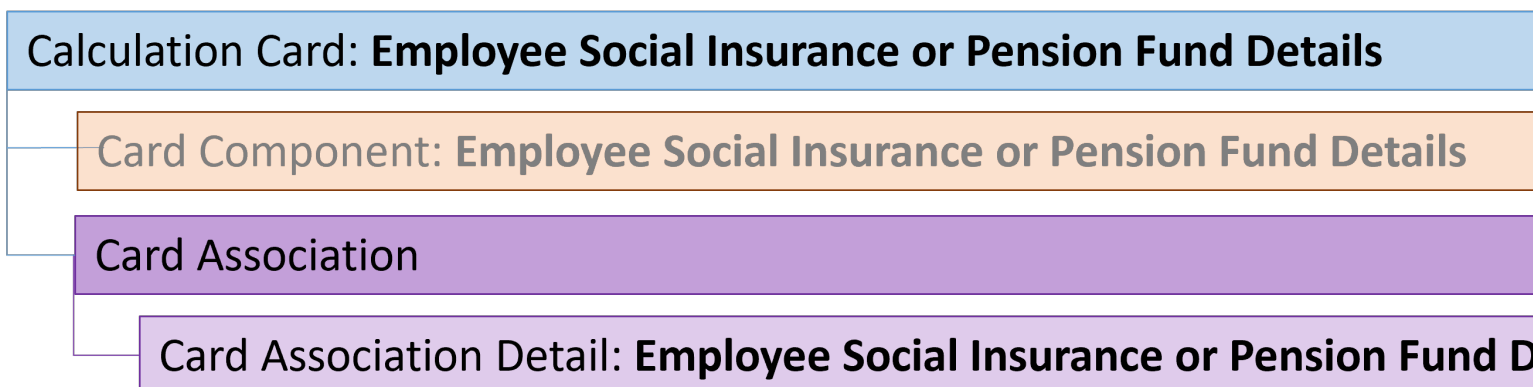 Calculation Card: Employee Social Insurance or Pension Fund Details
Card Component: Employee Social Insurance or Pension Fund Details
Card Association
Card Association Detail: Employee Social Insurance or Pension Fund